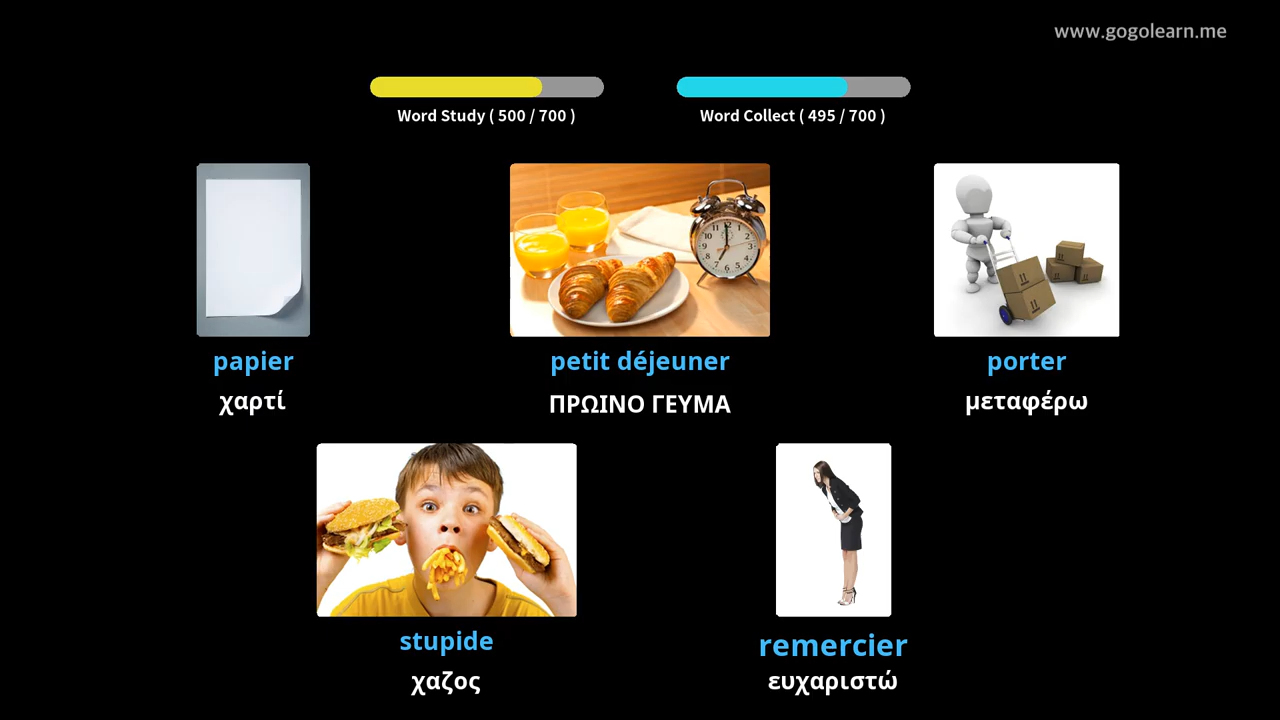 www.gogolearn.me
Word Study ( 500 / 700 )
Word Collect ( 495 / 700 )
papier
χαρτί
petit déjeuner
ΠΡΩΙΝΟ ΓΕΥΜΑ
porter
μεταφέρω
stupide
χαζος
remercier
ευχαριστώ